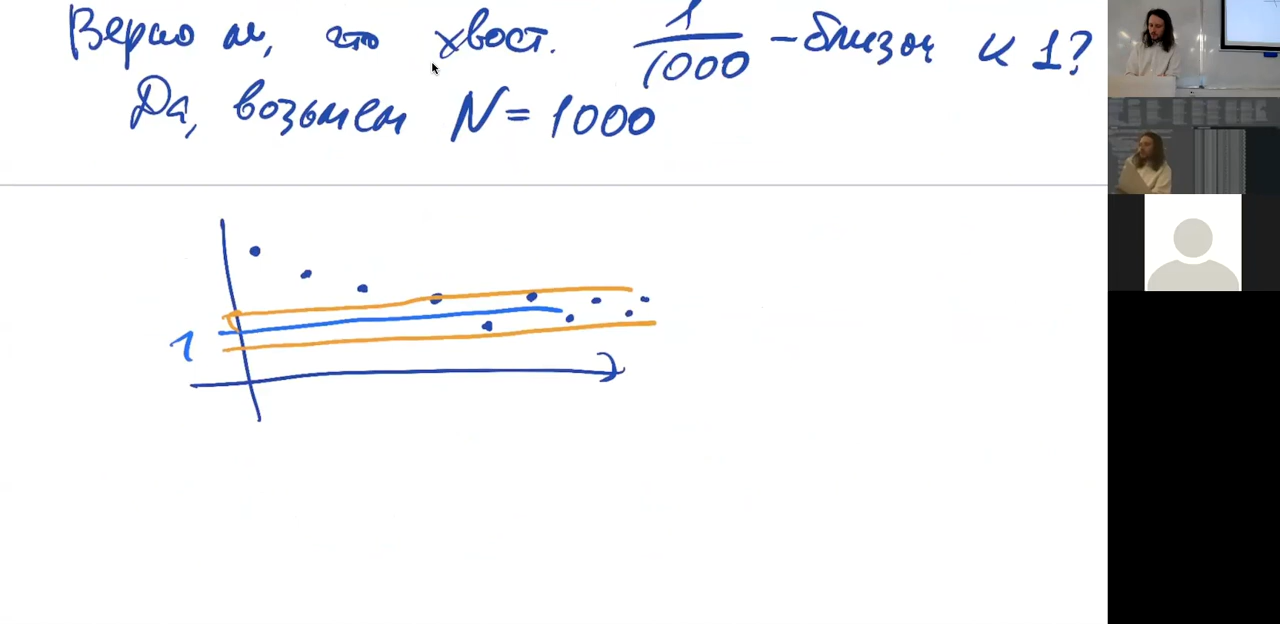 Верно ли, что хвост. 1/1000 -близок к 1?
Да, возьмем N = 1000
1